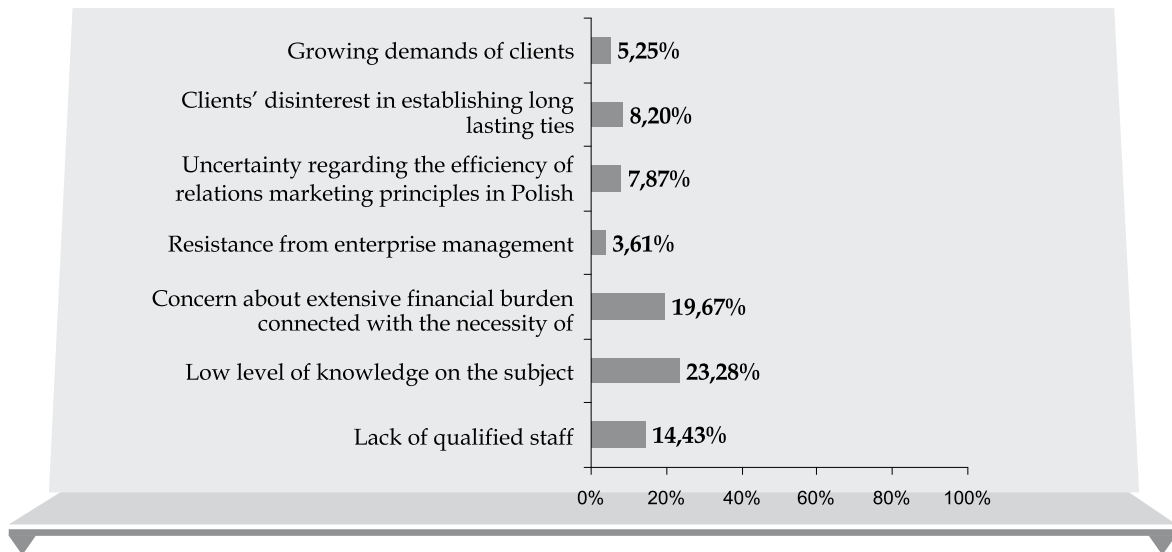 Growing demands of clients
5,25%
Clients’ disinterest in establishing long
lasting ties
8,20%
Uncertainty regarding the efficiency of
relations marketing principles in Polish
7,87%
Resistance from enterprise management
3,61%
Concern about extensive financial burden
connected with the necessity of
19,67%
Low level of knowledge on the subject
23,28%
Lack of qualified staff
14,43%
0% 20% 40% 60% 80% 100%